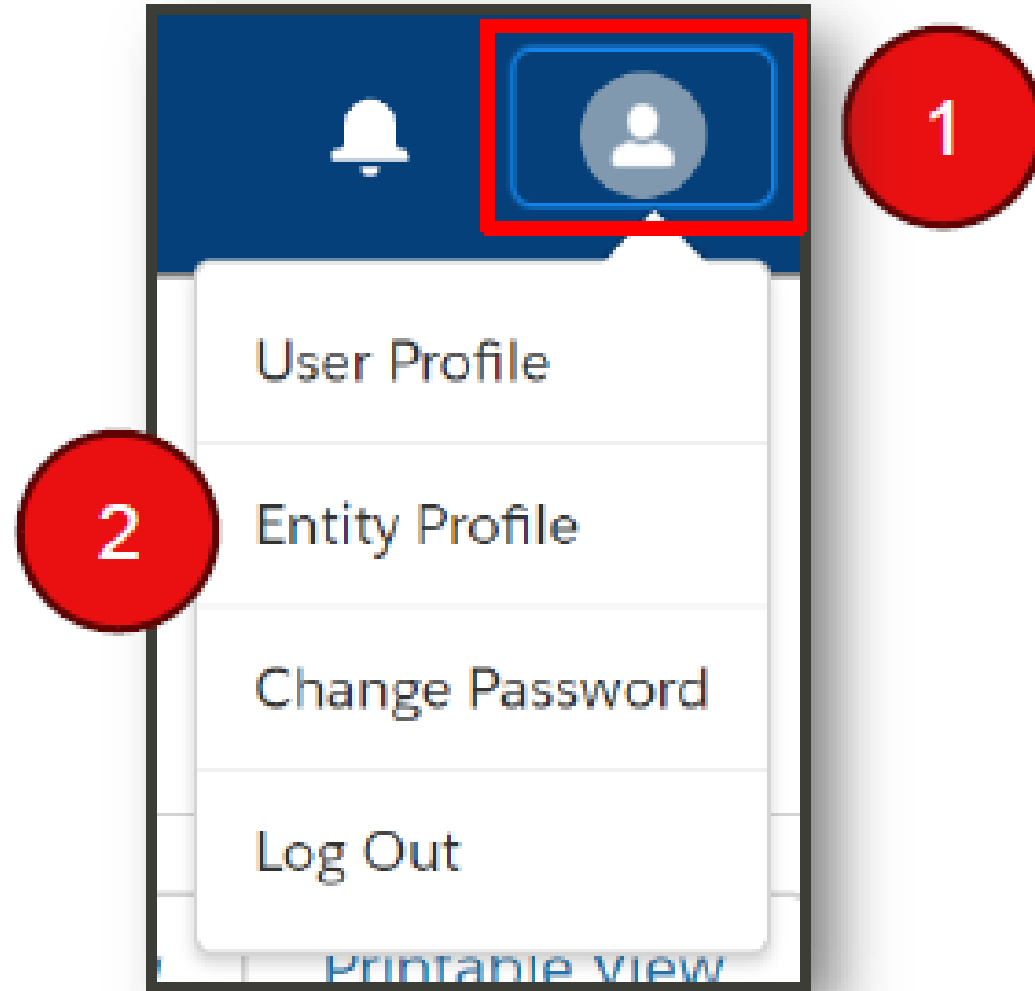 1
User Profile
2
Entity Profile
Change Password
Log Out
Printable View